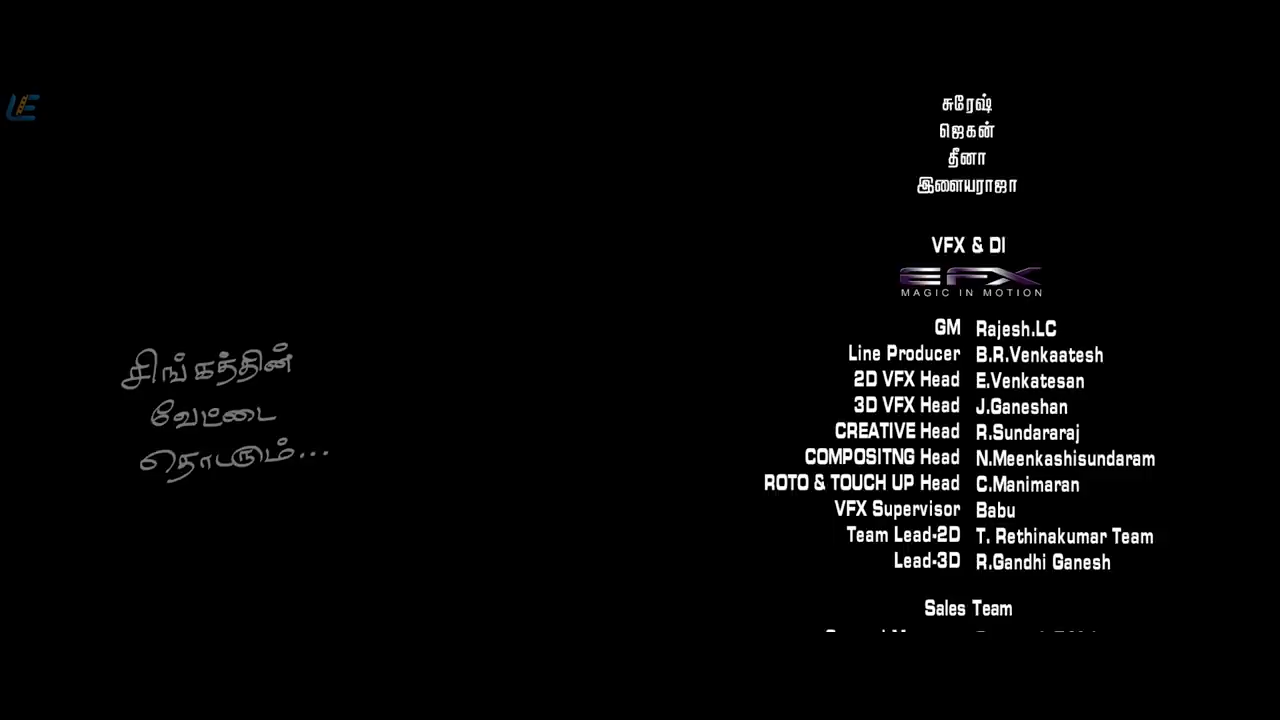 சுரேஷ்
ஜெகன்
தீனா
இளையராஜா
VFX & DI
EFX
MAGIC IN MOTION
GM Rajesh.LC
Line Producer B.R.Venkaatesh
2D VFX Head E.Venkatesan
3D VFX Head J.Ganeshan
CREATIVE Head R.Sundararaj
COMPOSITNG Head N.Meenkashisundaram
ROTO & TOUCH UP Head C.Manimaran
VFX Supervisor Babu
Team Lead-2D T. Rethinakumar Team
Lead-3D R.Gandhi Ganesh
Sales Team
சிங்கத்தின்
வேட்டை
தொடரும்...